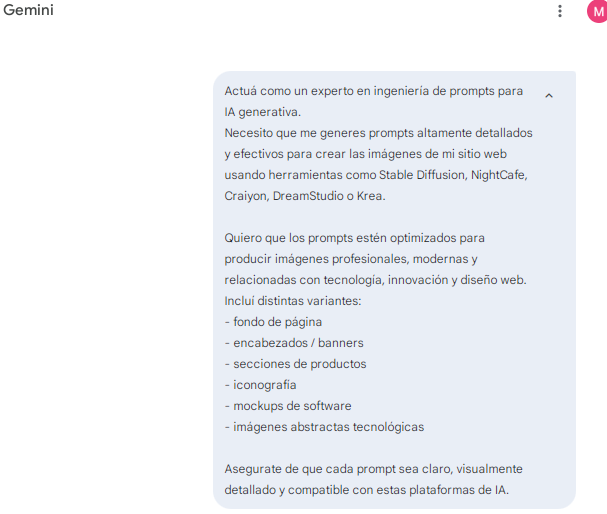 Gemini
M
Actuá como un experto en ingeniería de prompts para
IA generativa.
Necesito que me generes prompts altamente detallados
y efectivos para crear las imágenes de mi sitio web
usando herramientas como Stable Diffusion, NightCafe,
Craiyon, DreamStudio o Krea.
Quiero que los prompts estén optimizados para
producir imágenes profesionales, modernas y
relacionadas con tecnología, innovación y diseño web.
Incluí distintas variantes:
- fondo de página
- encabezados / banners
- secciones de productos
- iconografía
- mockups de software
- imágenes abstractas tecnológicas
Asegurate de que cada prompt sea claro, visualmente
detallado y compatible con estas plataformas de IA.